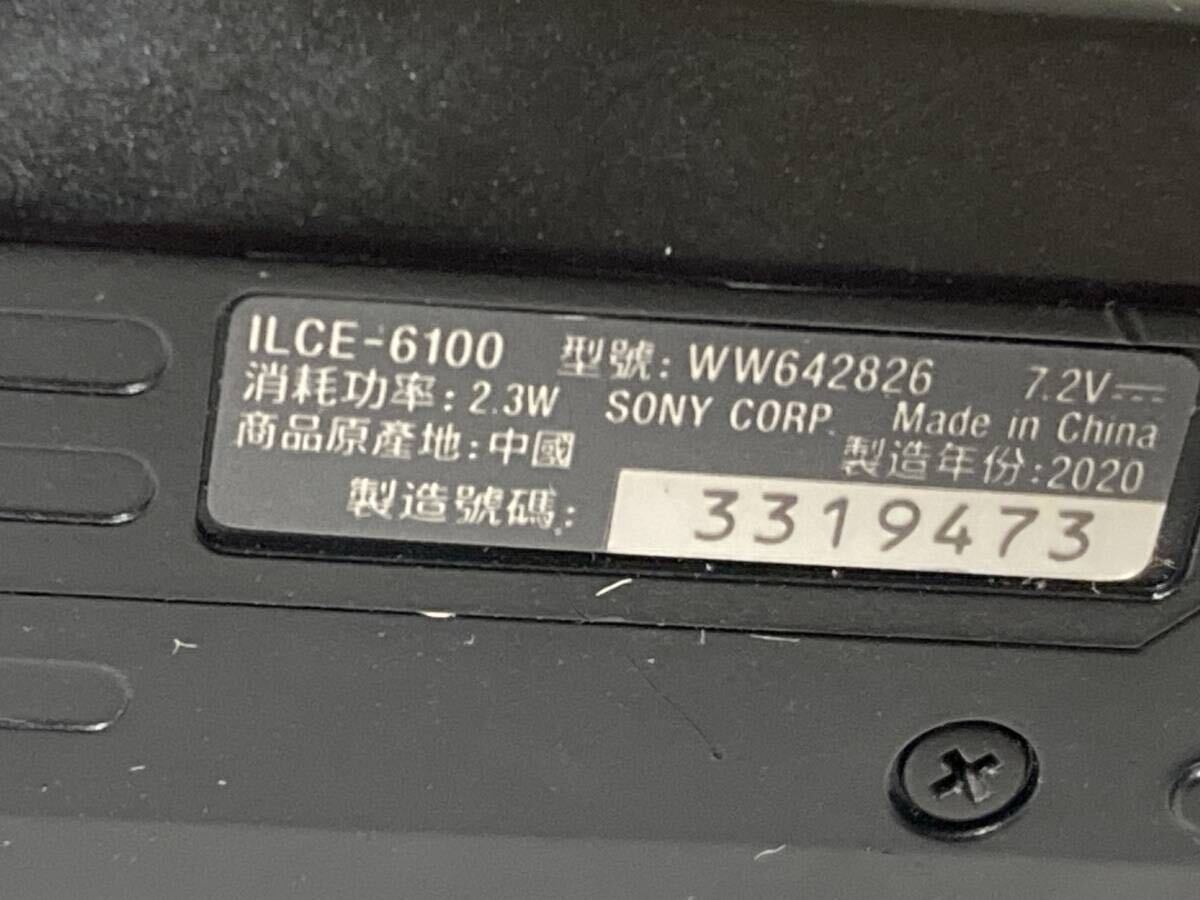 ILCE-6100 型號: WW642826 7.2V⎓
消耗功率: 2.3W SONY CORP. Made in China
商品原產地:中國 製造年份:2020
製造號碼: 3319473